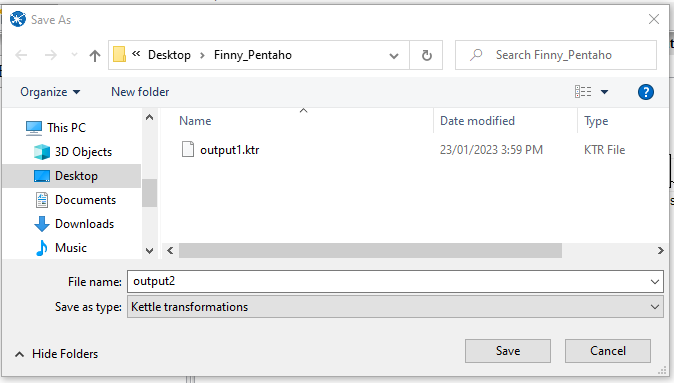 Save As
« Desktop > Finny_Pentaho
Search Finny_Pentaho
Organize
New folder
?
Name
Date modified
Type
This PC
3D Objects
Desktop
Documents
Downloads
Music
output1.ktr
23/01/2023 3:59 PM
KTR File
File name:
output2
Save as type:
Kettle transformations
Hide Folders
Save
Cancel